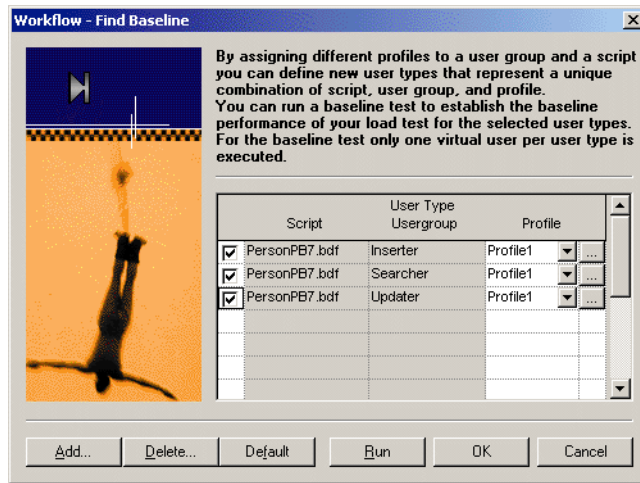 Workflow - Find Baseline
By assigning different profiles to a user group and a script
you can define new user types that represent a unique
combination of script, user group, and profile.
You can run a baseline test to establish the baseline
performance of your load test for the selected user types.
For the baseline test only one virtual user per user type is
executed.
User Type
Script Usergroup Profile
PersonPB7.bdf Inserter Profile1 ...
PersonPB7.bdf Searcher Profile1 ...
PersonPB7.bdf Updater Profile1 ...
Add... Delete... Default Run OK Cancel